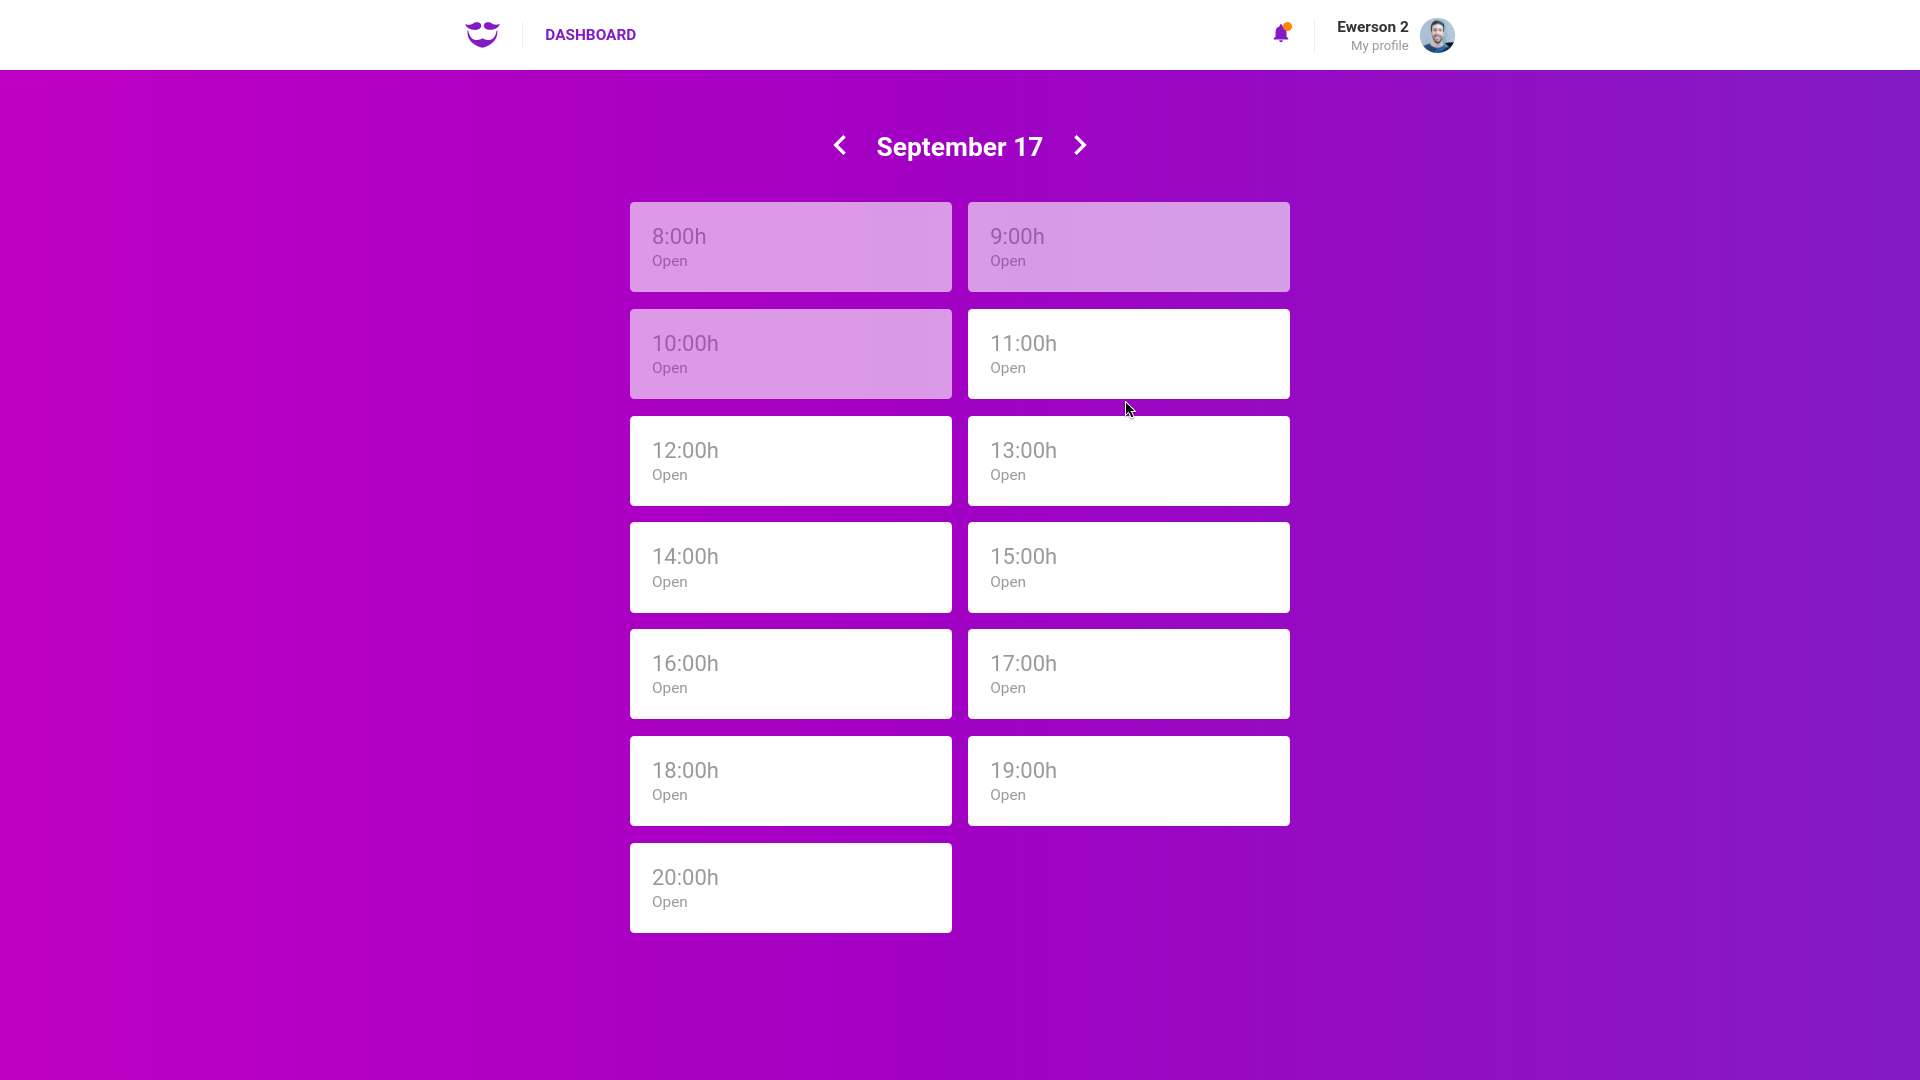 DASHBOARD
Ewerson 2
My profile
September 17
8:00h
Open
9:00h
Open
10:00h
Open
11:00h
Open
12:00h
Open
13:00h
Open
14:00h
Open
15:00h
Open
16:00h
Open
17:00h
Open
18:00h
Open
19:00h
Open
20:00h
Open